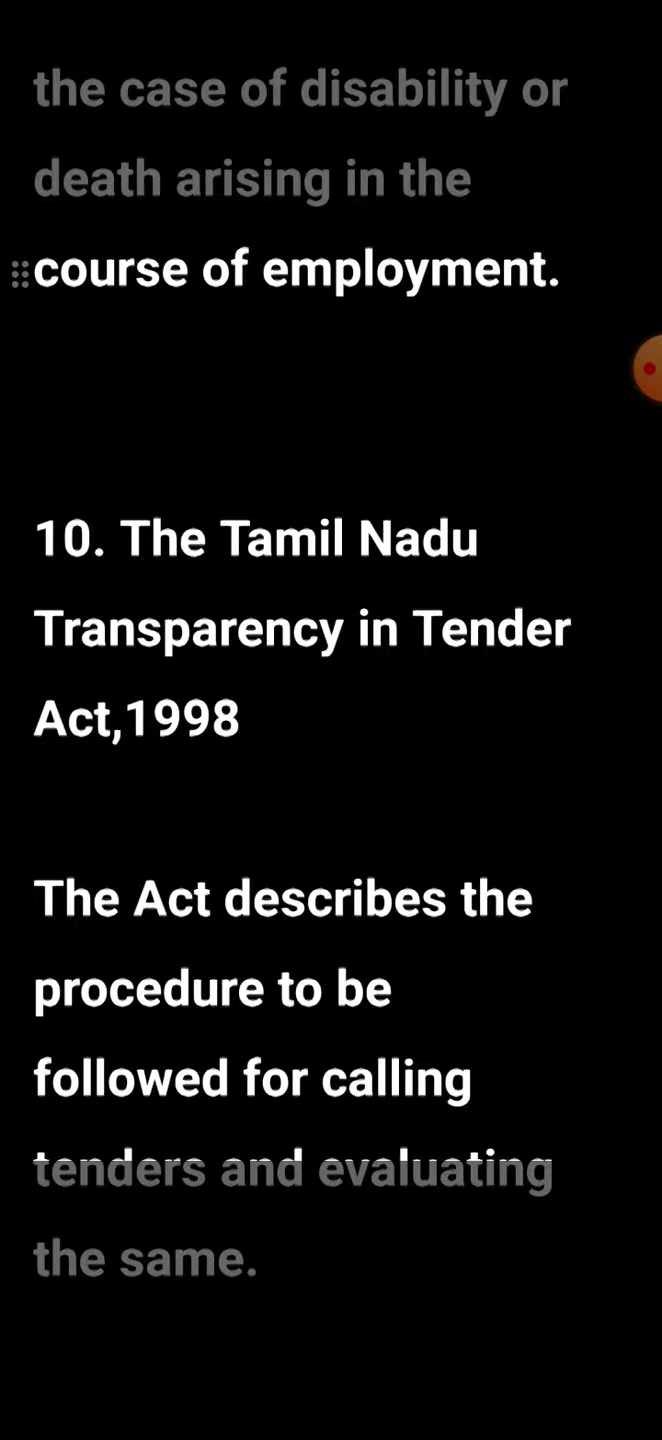 the case of disability or
death arising in the
course of employment.
10. The Tamil Nadu
Transparency in Tender
Act,1998
The Act describes the
procedure to be
followed for calling
tenders and evaluating
the same.